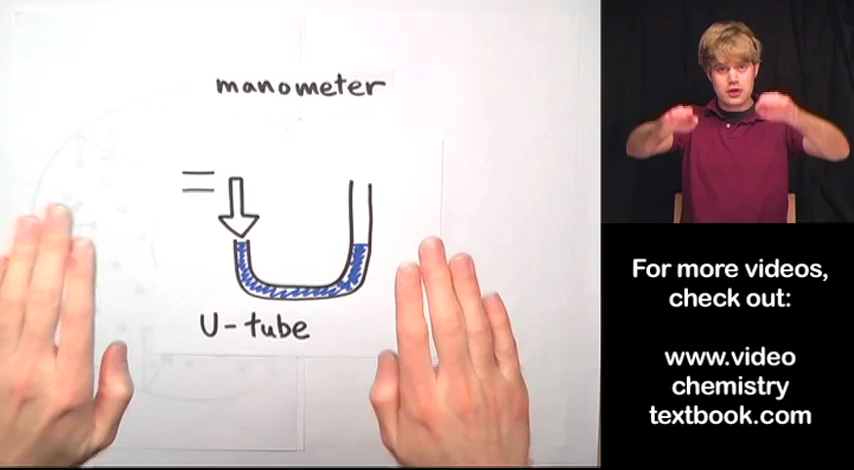 manometer
U-tube
For more videos,
check out:
www.video
chemistry
textbook.com